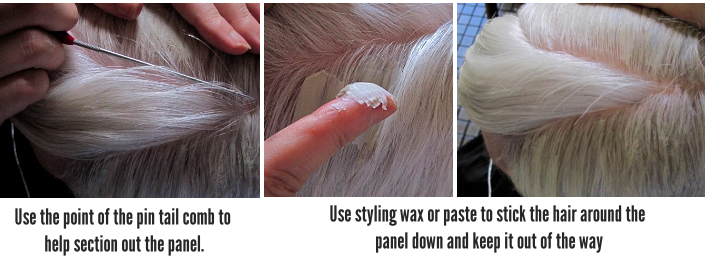 Use the point of the pin tail comb to
help section out the panel.
Use styling wax or paste to stick the hair around the
panel down and keep it out of the way